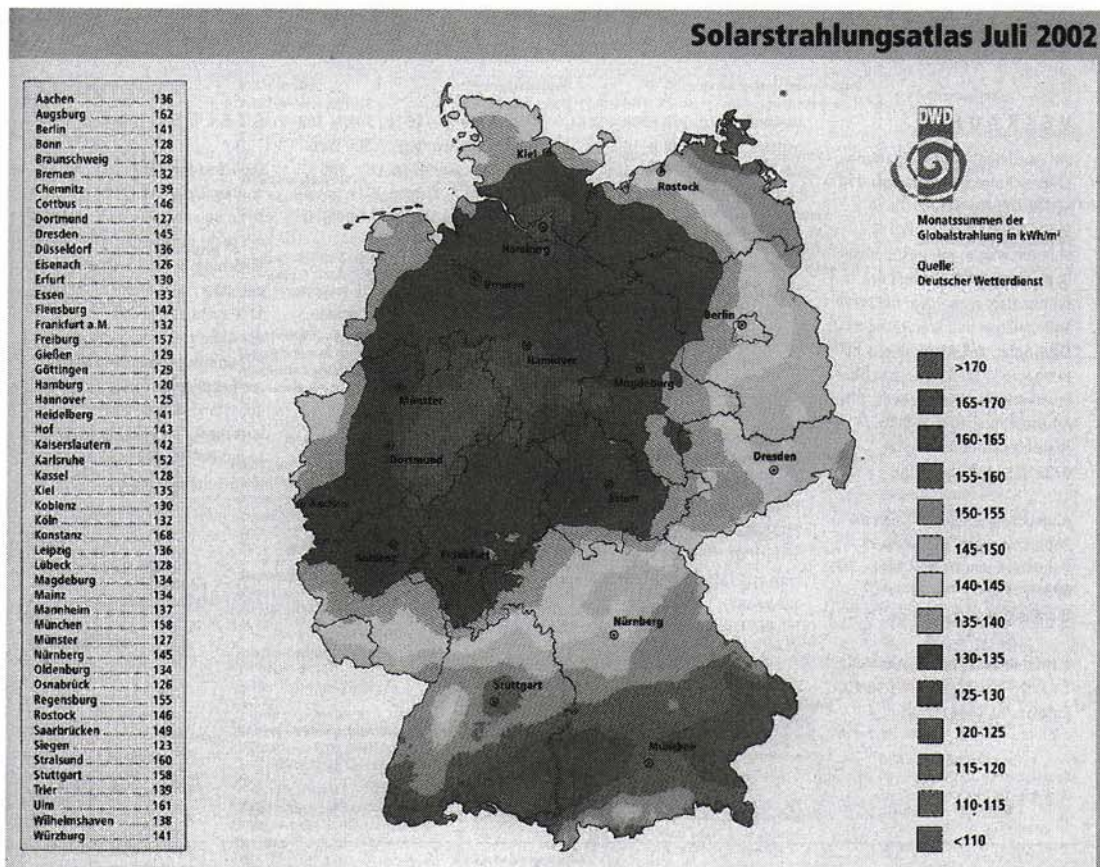 Solarstrahlungsatlas Juli 2002
Aachen 136
Augsburg 162
Berlin 141
Bonn 128
Braunschweig 128
Bremen 132
Chemnitz 139
Cottbus 146
Dortmund 127
Dresden 145
Düsseldorf 136
Eisenach 126
Erfurt 130
Essen 133
Flensburg 142
Frankfurt a.M. 132
Freiburg 157
Gießen 129
Göttingen 129
Hamburg 120
Hannover 125
Heidelberg 141
Hof 143
Kaiserslautern 142
Karlsruhe 152
Kassel 128
Kiel 135
Koblenz 130
Köln 132
Konstanz 168
Leipzig 136
Lübeck 128
Magdeburg 134
Mainz 134
Mannheim 137
München 158
Münster 127
Nürnberg 145
Oldenburg 134
Osnabrück 126
Regensburg 155
Rostock 146
Saarbrücken 149
Siegen 123
Stralsund 160
Stuttgart 158
Trier 139
Ulm 161
Wilhelmshaven 138
Würzburg 141
Kiel
Rostock
Hamburg
Bremen
Berlin
Hannover
Magdeburg
Münster
Dortmund
Dresden
Erfurt
Aachen
Koblenz
Frankfurt
Nürnberg
Stuttgart
München
DWD
Monatssummen der
Globalstrahlung in kWh/m²
Quelle:
Deutscher Wetterdienst
>170
165-170
160-165
155-160
150-155
145-150
140-145
135-140
130-135
125-130
120-125
115-120
110-115
<110